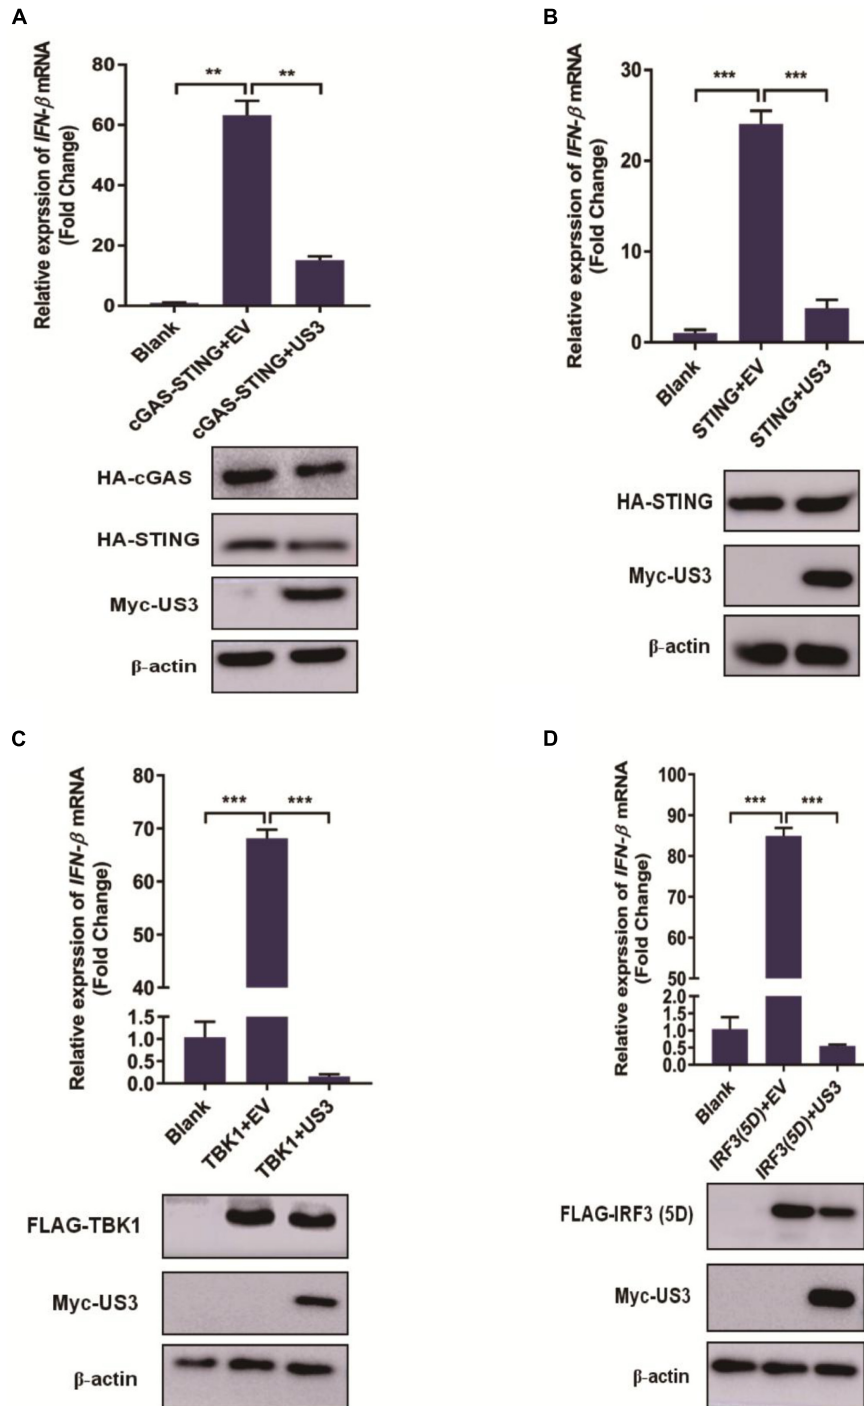 A
Relative exprssion of IFN-β mRNA
(Fold Change)
80
60
40
20
0
**
**
Blank
cGAS-STING+EV
cGAS-STING+US3
HA-cGAS
HA-STING
Myc-US3
β-actin
B
Relative exprssion of IFN-β mRNA
(Fold Change)
30
20
10
0
***
***
Blank
STING+EV
STING+US3
HA-STING
Myc-US3
β-actin
C
Relative exprssion of IFN-β mRNA
(Fold Change)
80
70
60
50
40
1.5
1.0
0.5
0.0
***
***
Blank
TBK1+EV
TBK1+US3
FLAG-TBK1
Myc-US3
β-actin
D
Relative exprssion of IFN-β mRNA
(Fold Change)
100
90
80
70
60
50
2.0
1.5
1.0
0.5
0.0
***
***
Blank
IRF3(5D)+EV
IRF3(5D)+US3
FLAG-IRF3 (5D)
Myc-US3
β-actin